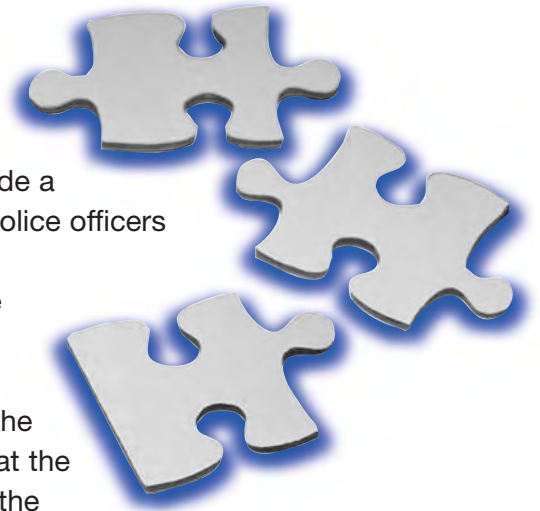 de a
olice officers
he
at the
the